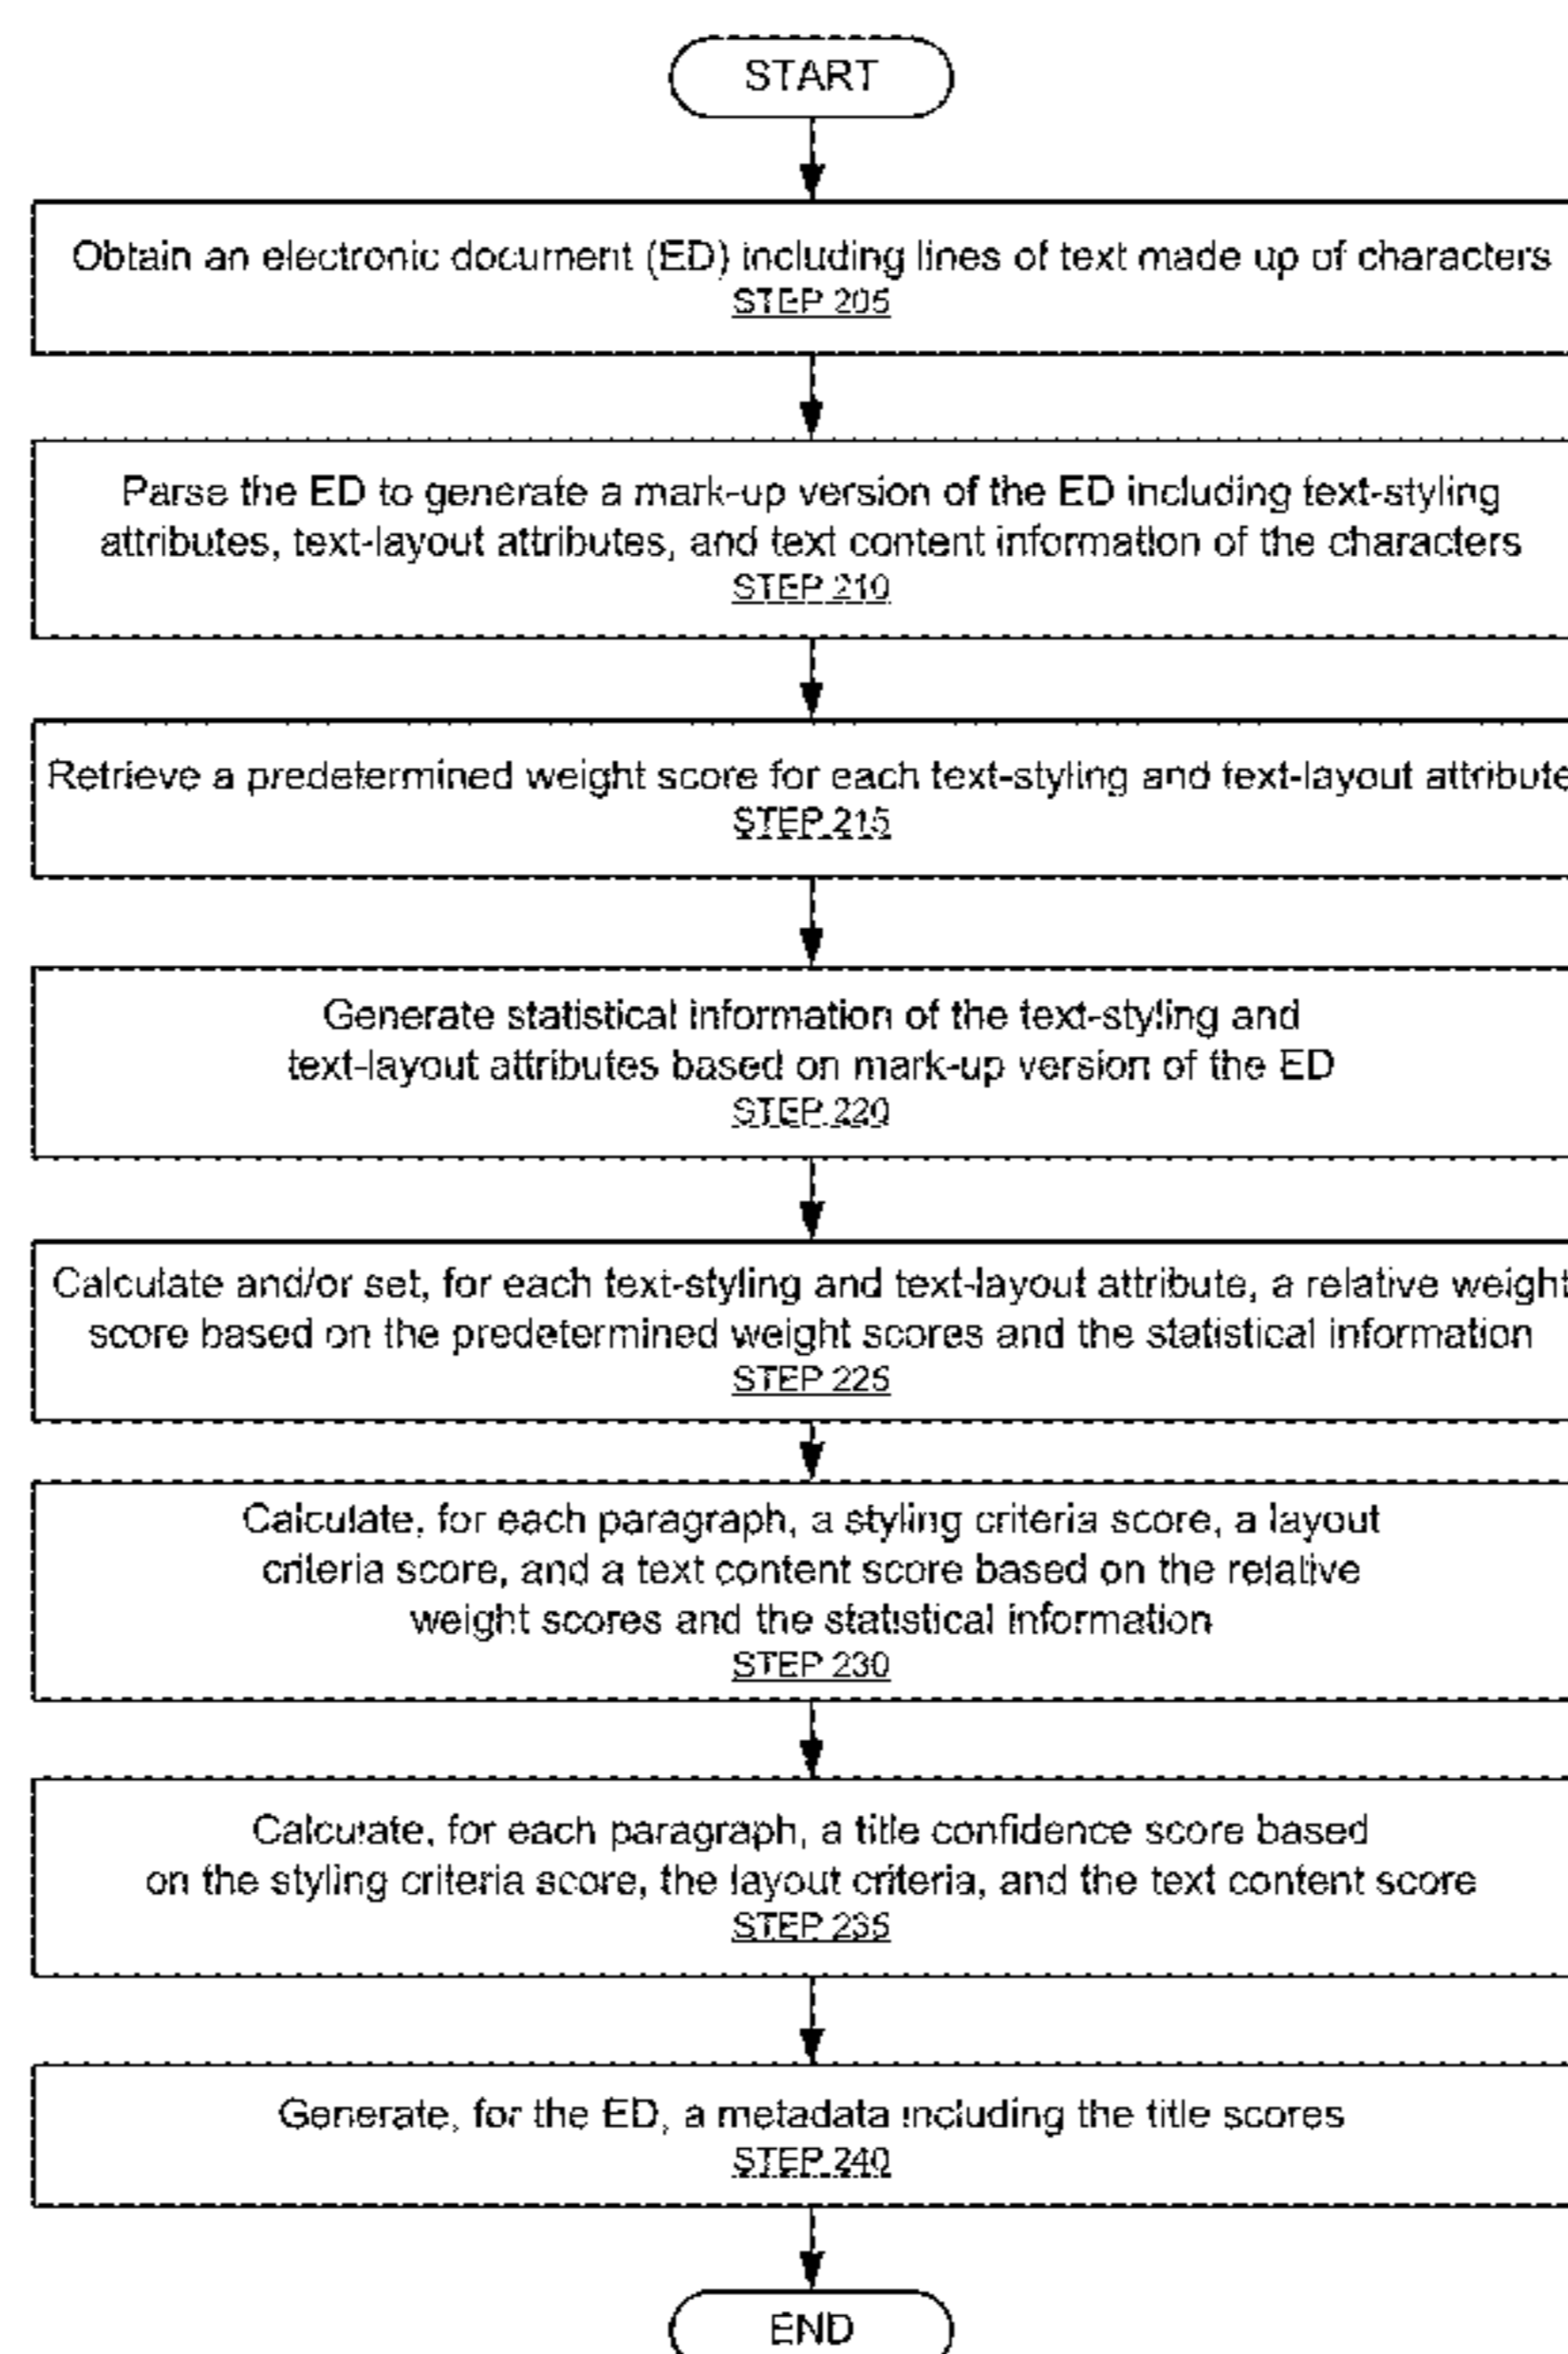 START
Obtain an electronic document (ED) including lines of text made up of characters
STEP 205
Parse the ED to generate a mark-up version of the ED including text-styling
attributes, text-layout attributes, and text content information of the characters
STEP 210
Retrieve a predetermined weight score for each text-styling and text-layout attribute
STEP 215
Generate statistical information of the text-styling and
text-layout attributes based on mark-up version of the ED
STEP 220
Calculate and/or set, for each text-styling and text-layout attribute, a relative weight
score based on the predetermined weight scores and the statistical information
STEP 225
Calculate, for each paragraph, a styling criteria score, a layout
criteria score, and a text content score based on the relative
weight scores and the statistical information
STEP 230
Calculate, for each paragraph, a title confidence score based
on the styling criteria score, the layout criteria, and the text content score
STEP 235
Generate, for the ED, a metadata including the title scores
STEP 240
END